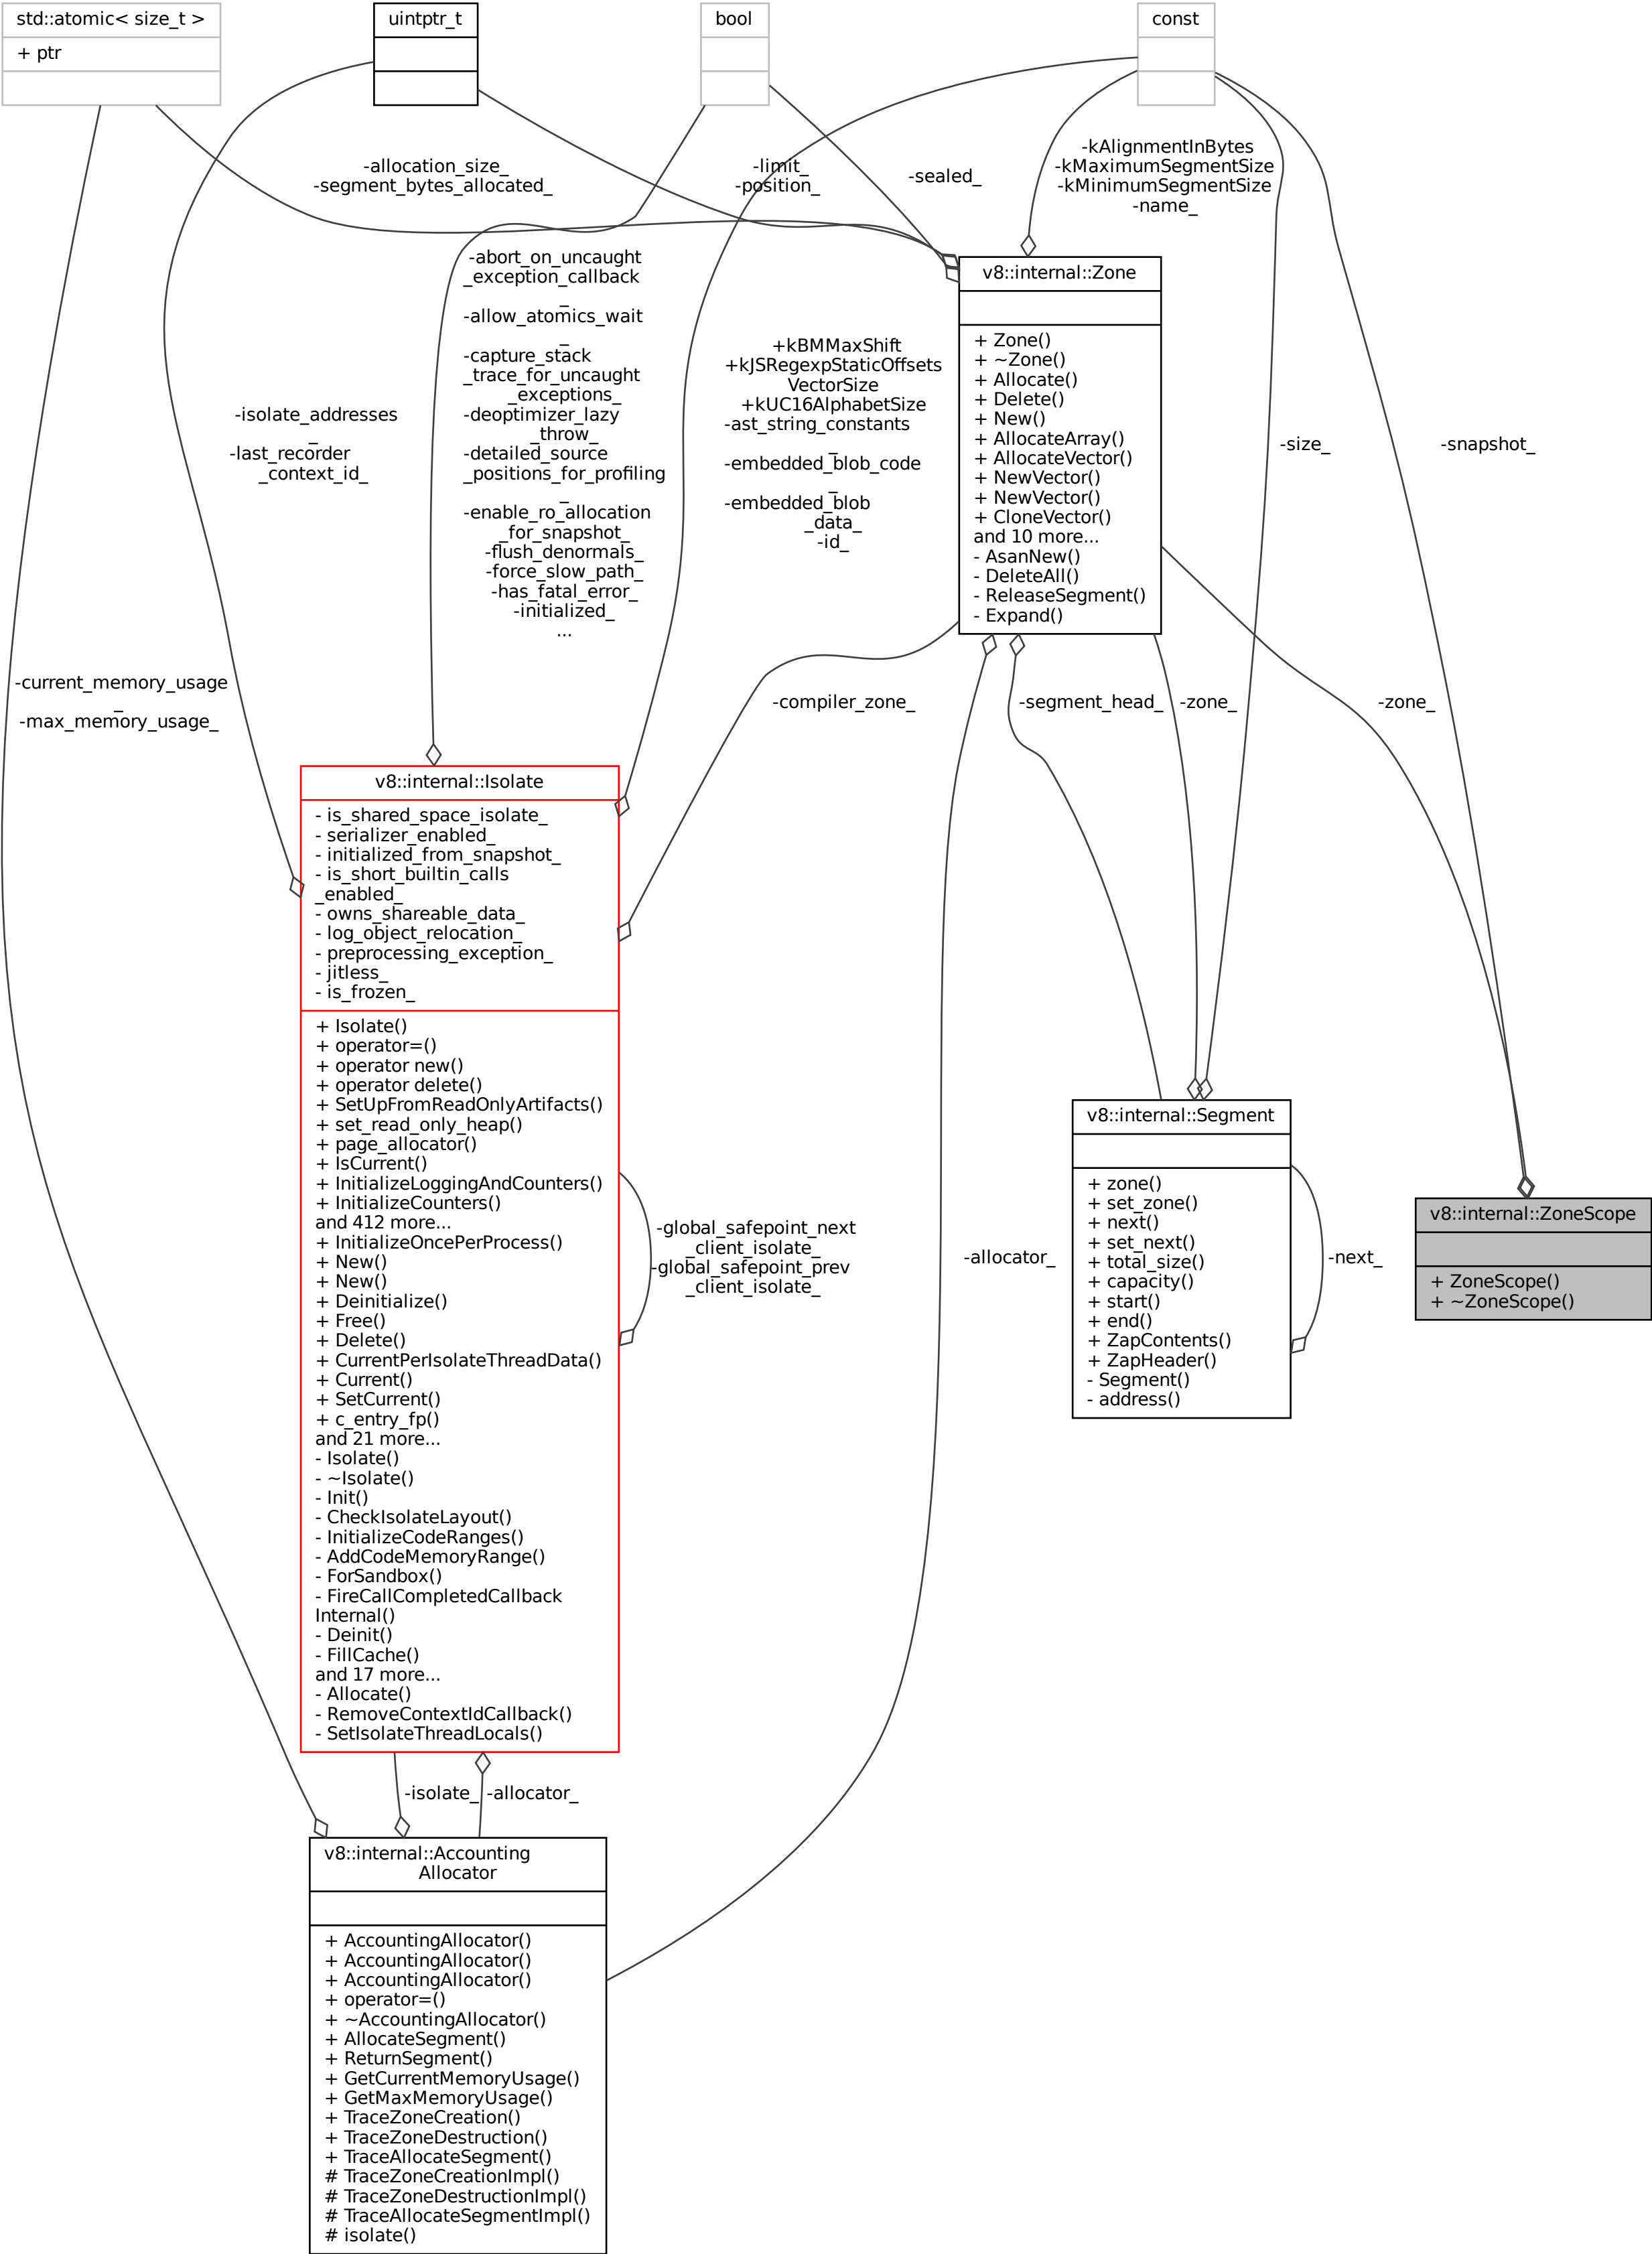 std::atomic< size_t >
+ ptr
uintptr_t
bool
const
-allocation_size_
-segment_bytes_allocated_
-limit_
-position_
-sealed_
-kAlignmentInBytes
-kMaximumSegmentSize
-kMinimumSegmentSize
-name_
-abort_on_uncaught
_exception_callback
_
-allow_atomics_wait
_
-capture_stack
_trace_for_uncaught
_exceptions_
-deoptimizer_lazy
_throw_
-detailed_source
_positions_for_profiling
_
-enable_ro_allocation
_for_snapshot_
-flush_denormals_
-force_slow_path_
-has_fatal_error_
-initialized_
...
-isolate_addresses
_
-last_recorder
_context_id_
+kBMMaxShift
+kJSRegexpStaticOffsets
VectorSize
+kUC16AlphabetSize
-ast_string_constants
_
-embedded_blob_code
_
-embedded_blob
_data_
-id_
v8::internal::Zone
+ Zone()
+ ~Zone()
+ Allocate()
+ Delete()
+ New()
+ AllocateArray()
+ AllocateVector()
+ NewVector()
+ NewVector()
+ CloneVector()
and 10 more...
- AsanNew()
- DeleteAll()
- ReleaseSegment()
- Expand()
-size_
-snapshot_
-current_memory_usage
_
-max_memory_usage_
-compiler_zone_
-segment_head_
-zone_
-zone_
v8::internal::Isolate
- is_shared_space_isolate_
- serializer_enabled_
- initialized_from_snapshot_
- is_short_builtin_calls
_enabled_
- owns_shareable_data_
- log_object_relocation_
- preprocessing_exception_
- jitless_
- is_frozen_
+ Isolate()
+ operator=()
+ operator new()
+ operator delete()
+ SetUpFromReadOnlyArtifacts()
+ set_read_only_heap()
+ page_allocator()
+ IsCurrent()
+ InitializeLoggingAndCounters()
+ InitializeCounters()
and 412 more...
+ InitializeOncePerProcess()
+ New()
+ New()
+ Deinitialize()
+ Free()
+ Delete()
+ CurrentPerIsolateThreadData()
+ Current()
+ SetCurrent()
+ c_entry_fp()
and 21 more...
- Isolate()
- ~Isolate()
- Init()
- CheckIsolateLayout()
- InitializeCodeRanges()
- AddCodeMemoryRange()
- ForSandbox()
- FireCallCompletedCallback
Internal()
- Deinit()
- FillCache()
and 17 more...
- Allocate()
- RemoveContextIdCallback()
- SetIsolateThreadLocals()
-global_safepoint_next
_client_isolate_
-global_safepoint_prev
_client_isolate_
-allocator_
v8::internal::Segment
+ zone()
+ set_zone()
+ next()
+ set_next()
+ total_size()
+ capacity()
+ start()
+ end()
+ ZapContents()
+ ZapHeader()
- Segment()
- address()
-next_
v8::internal::ZoneScope
+ ZoneScope()
+ ~ZoneScope()
-isolate_
-allocator_
v8::internal::Accounting
Allocator
+ AccountingAllocator()
+ AccountingAllocator()
+ AccountingAllocator()
+ operator=()
+ ~AccountingAllocator()
+ AllocateSegment()
+ ReturnSegment()
+ GetCurrentMemoryUsage()
+ GetMaxMemoryUsage()
+ TraceZoneCreation()
+ TraceZoneDestruction()
+ TraceAllocateSegment()
# TraceZoneCreationImpl()
# TraceZoneDestructionImpl()
# TraceAllocateSegmentImpl()
# isolate()